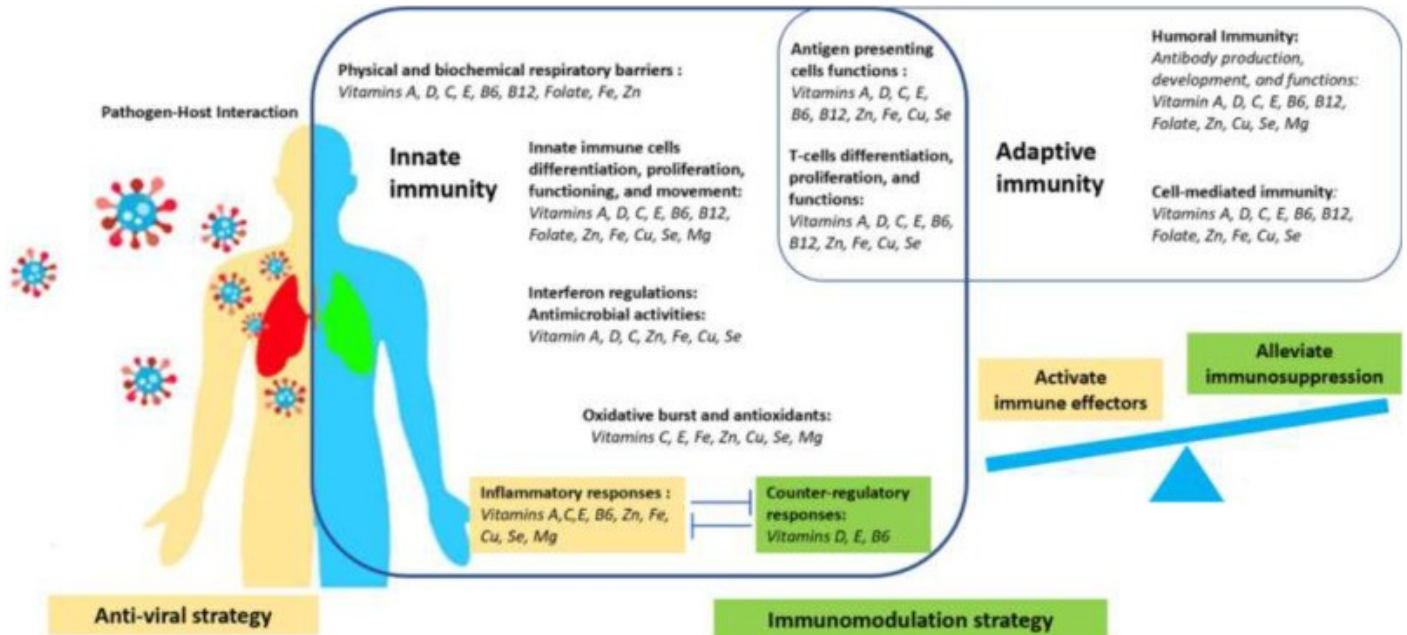 Pathogen-Host Interaction
Physical and biochemical respiratory barriers :
Vitamins A, D, C, E, B6, B12, Folate, Fe, Zn
Innate
immunity
Innate immune cells
differentiation, proliferation,
functioning, and movement:
Vitamins A, D, C, E, B6, B12,
Folate, Zn, Fe, Cu, Se, Mg
Interferon regulations:
Antimicrobial activities:
Vitamin A, D, C, Zn, Fe, Cu, Se
Oxidative burst and antioxidants:
Vitamins C, E, Fe, Zn, Cu, Se, Mg
Inflammatory responses :
Vitamins A,C,E, B6, Zn, Fe,
Cu, Se, Mg
Counter-regulatory
responses:
Vitamins D, E, B6
Antigen presenting
cells functions :
Vitamins A, D, C, E,
B6, B12, Zn, Fe, Cu, Se
T-cells differentiation,
proliferation, and
functions:
Vitamins A, D, C, E, B6,
B12, Zn, Fe, Cu, Se
Adaptive
immunity
Humoral Immunity:
Antibody production,
development, and functions:
Vitamin A, D, C, E, B6, B12,
Folate, Zn, Cu, Se, Mg
Cell-mediated immunity:
Vitamins A, D, C, E, B6, B12,
Folate, Zn, Fe, Cu, Se
Activate
immune effectors
Alleviate
immunosuppression
Anti-viral strategy
Immunomodulation strategy